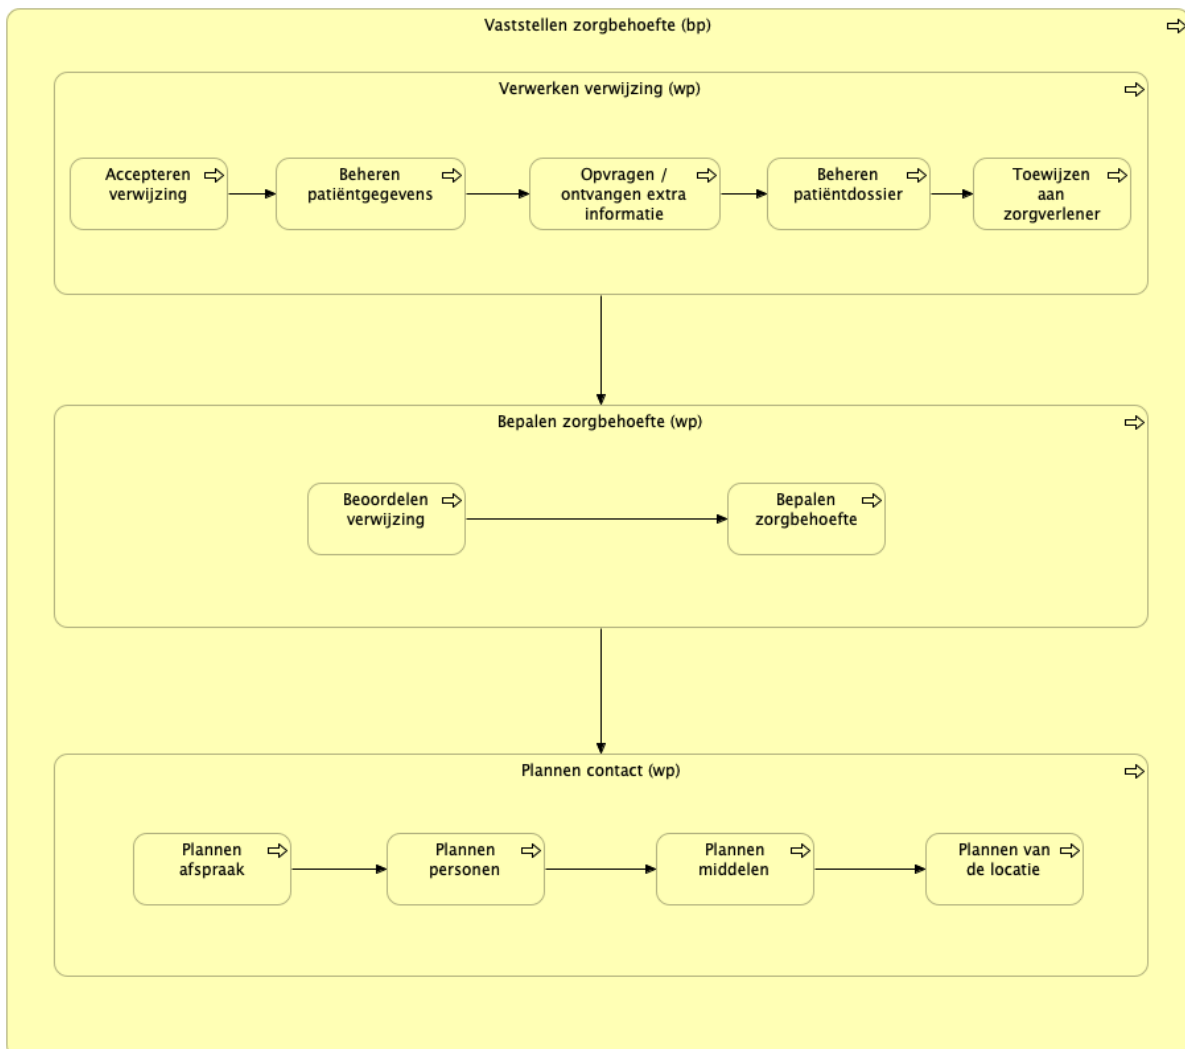 Vaststellen zorgbehoefte (bp)
Verwerken verwijzing (wp)
Accepteren
verwijzing
Beheren
patiëntgegevens
Opvragen /
ontvangen extra
informatie
Beheren
patiëntdossier
Toewijzen
aan
zorgverlener
Bepalen zorgbehoefte (wp)
Beoordelen
verwijzing
Bepalen
zorgbehoefte
Plannen contact (wp)
Plannen
afspraak
Plannen
personen
Plannen
middelen
Plannen van
de locatie